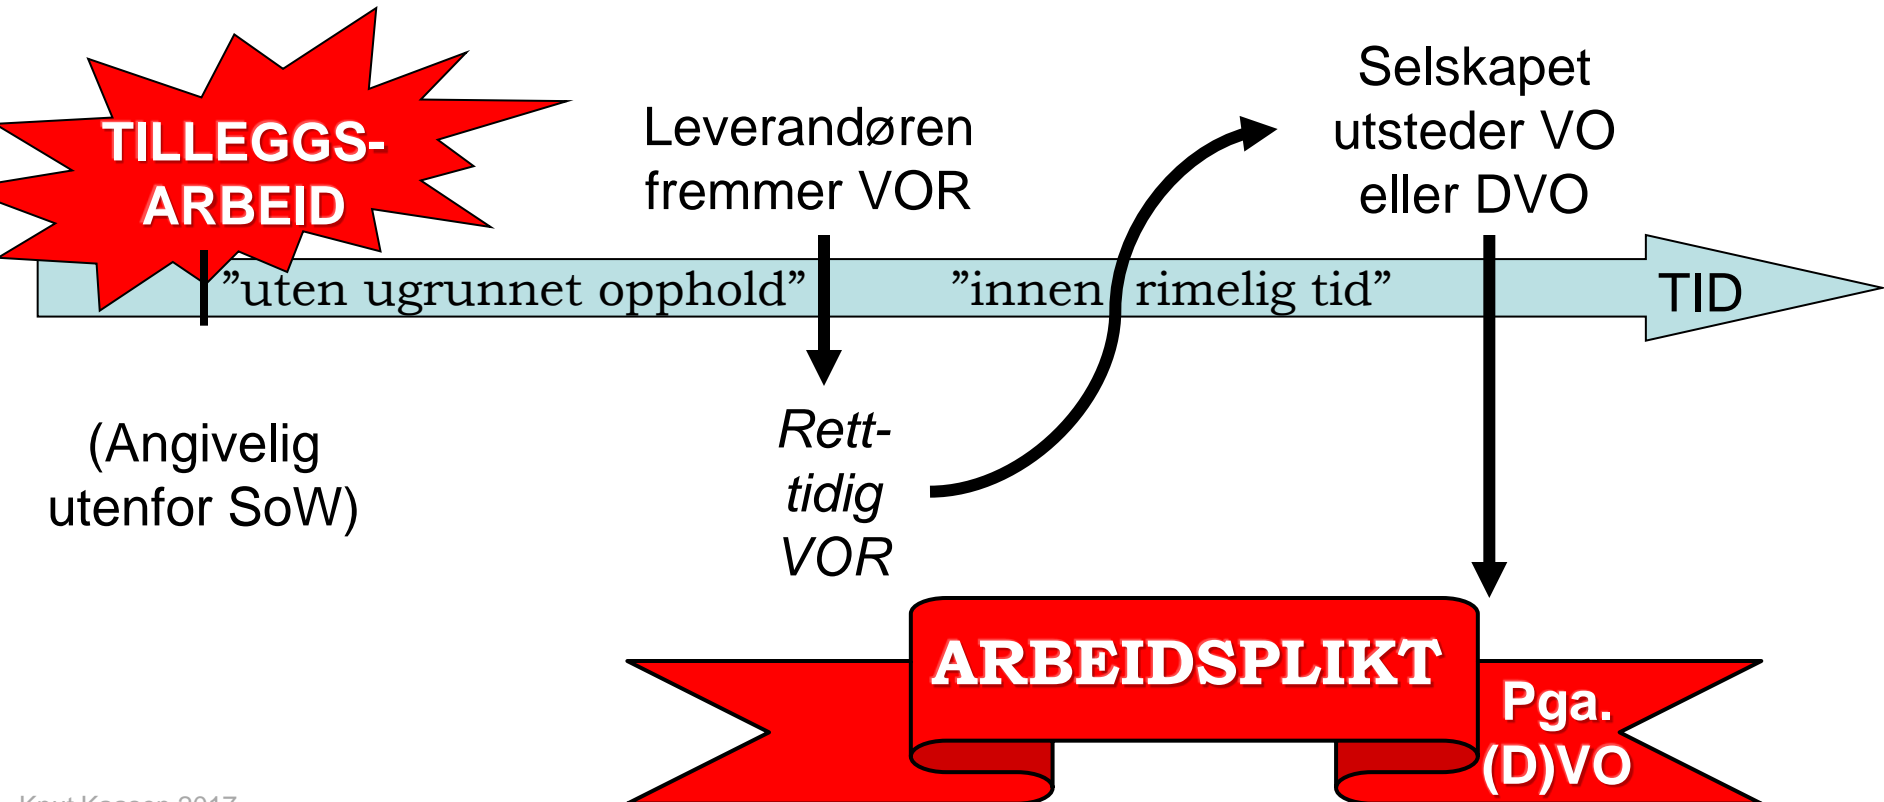 TILLEGGS-
ARBEID
Leverandøren
fremmer VOR
Selskapet
utsteder VO
eller DVO
”uten ugrunnet opphold”
”innen rimelig tid”
TID
(Angivelig
utenfor SoW)
Rett-
tidig
VOR
ARBEIDSPLIKT
Pga.
(D)VO